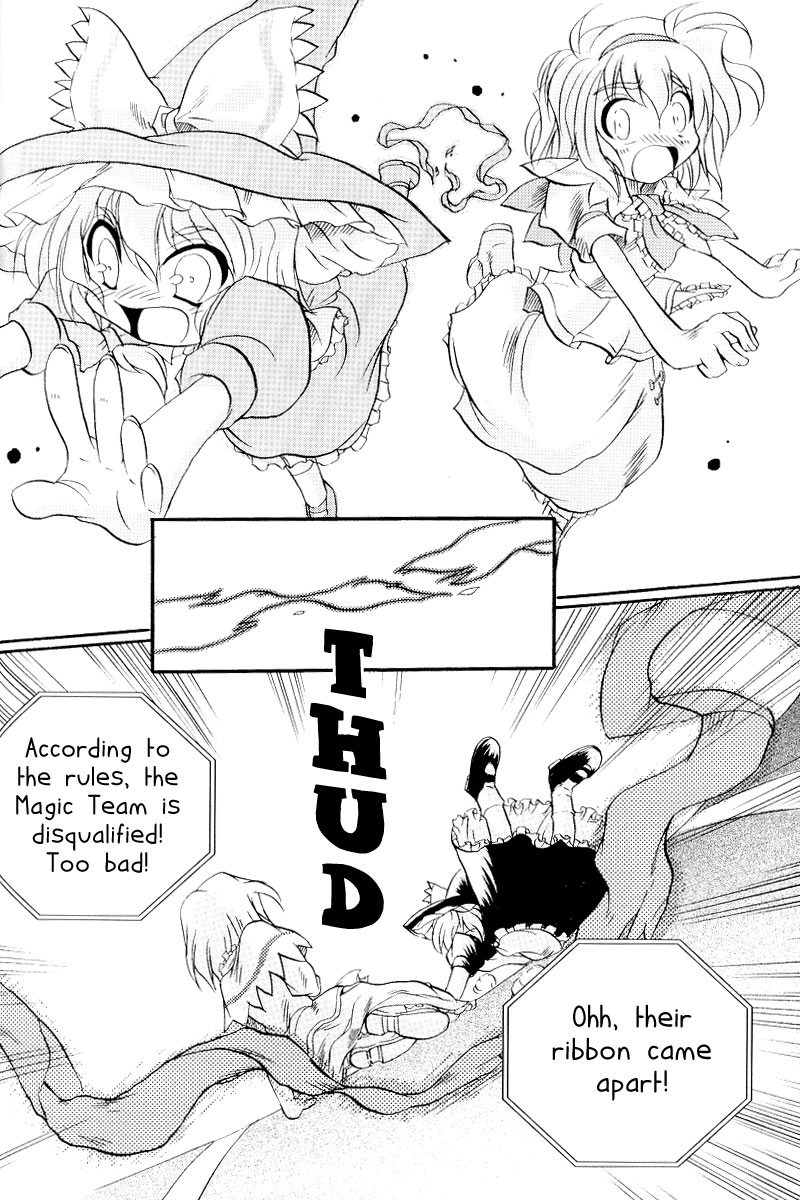 THUD
Ohh, their
ribbon came
apart!
According to
the rules, the
Magic Team is
disqualified!
Too bad!